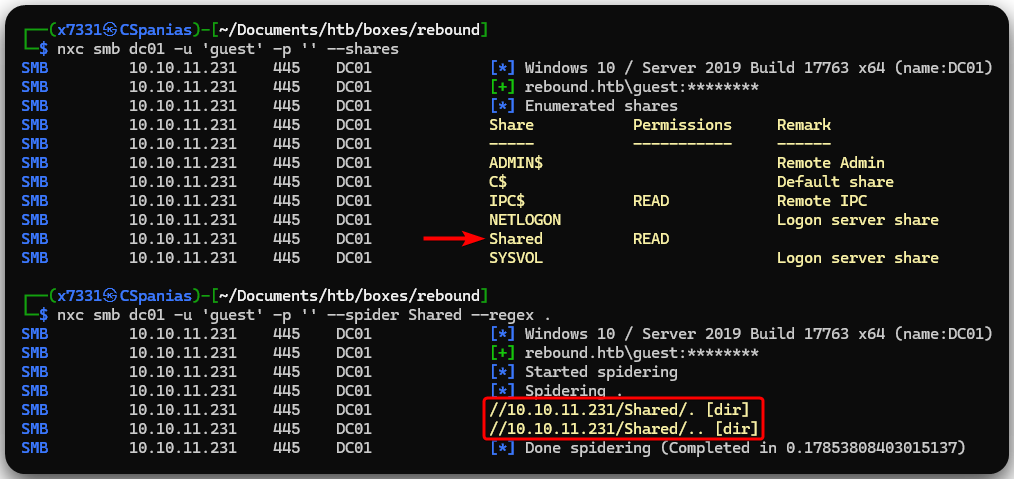 ┌──(x7331㉿CSpanias)-[~/Documents/htb/boxes/rebound]
└─$ nxc smb dc01 -u 'guest' -p '' --shares
SMB 10.10.11.231 445 DC01 [*] Windows 10 / Server 2019 Build 17763 x64 (name:DC01)
SMB 10.10.11.231 445 DC01 [+] rebound.htb\guest:********
SMB 10.10.11.231 445 DC01 [*] Enumerated shares
SMB 10.10.11.231 445 DC01 Share Permissions Remark
SMB 10.10.11.231 445 DC01 ----- ----------- ------
SMB 10.10.11.231 445 DC01 ADMIN$ Remote Admin
SMB 10.10.11.231 445 DC01 C$ Default share
SMB 10.10.11.231 445 DC01 IPC$ READ Remote IPC
SMB 10.10.11.231 445 DC01 NETLOGON Logon server share
SMB 10.10.11.231 445 DC01 Shared READ
SMB 10.10.11.231 445 DC01 SYSVOL Logon server share
┌──(x7331㉿CSpanias)-[~/Documents/htb/boxes/rebound]
└─$ nxc smb dc01 -u 'guest' -p '' --spider Shared --regex .
SMB 10.10.11.231 445 DC01 [*] Windows 10 / Server 2019 Build 17763 x64 (name:DC01)
SMB 10.10.11.231 445 DC01 [+] rebound.htb\guest:********
SMB 10.10.11.231 445 DC01 [*] Started spidering
SMB 10.10.11.231 445 DC01 [*] Spidering .
SMB 10.10.11.231 445 DC01 //10.10.11.231/Shared/. [dir]
SMB 10.10.11.231 445 DC01 //10.10.11.231/Shared/.. [dir]
SMB 10.10.11.231 445 DC01 [*] Done spidering (Completed in 0.17853808403015137)